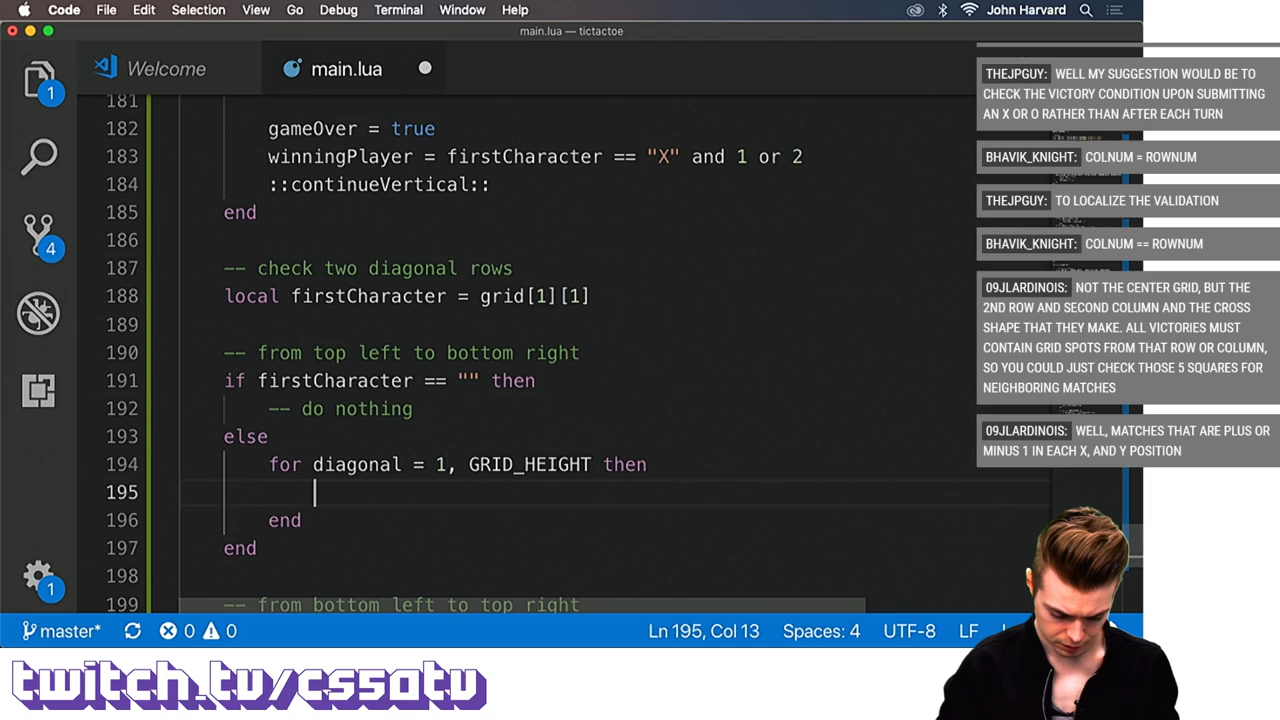 Code File Edit Selection View Go Debug Terminal Window Help John Harvard
main.lua — tictactoe
Welcome main.lua
1
4
1
181
182 gameOver = true
183 winningPlayer = firstCharacter == "X" and 1 or 2
184 ::continueVertical::
185 end
186
187 -- check two diagonal rows
188 local firstCharacter = grid[1][1]
189
190 -- from top left to bottom right
191 if firstCharacter == "" then
192 -- do nothing
193 else
194 for diagonal = 1, GRID_HEIGHT then
195
196 end
197 end
198
199 -- from bottom left to top right
master* 0 0 Ln 195, Col 13 Spaces: 4 UTF-8 LF
THEJPGUY: WELL MY SUGGESTION WOULD BE TO
CHECK THE VICTORY CONDITION UPON SUBMITTING
AN X OR O RATHER THAN AFTER EACH TURN
BHAVIK_KNIGHT: COLNUM = ROWNUM
THEJPGUY: TO LOCALIZE THE VALIDATION
BHAVIK_KNIGHT: COLNUM == ROWNUM
09JLARDINOIS: NOT THE CENTER GRID, BUT THE
2ND ROW AND SECOND COLUMN AND THE CROSS
SHAPE THAT THEY MAKE. ALL VICTORIES MUST
CONTAIN GRID SPOTS FROM THAT ROW OR COLUMN,
SO YOU COULD JUST CHECK THOSE 5 SQUARES FOR
NEIGHBORING MATCHES
09JLARDINOIS: WELL, MATCHES THAT ARE PLUS OR
MINUS 1 IN EACH X, AND Y POSITION
twitch.tv/cs50tv